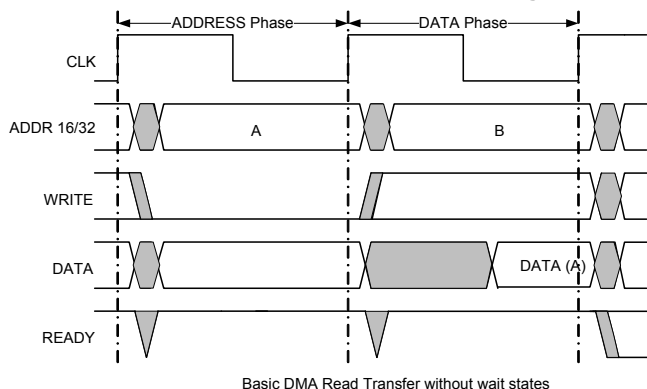 ADDRESS Phase DATA Phase
CLK
ADDR 16/32 A B
WRITE
DATA DATA (A)
READY
Basic DMA Read Transfer without wait states